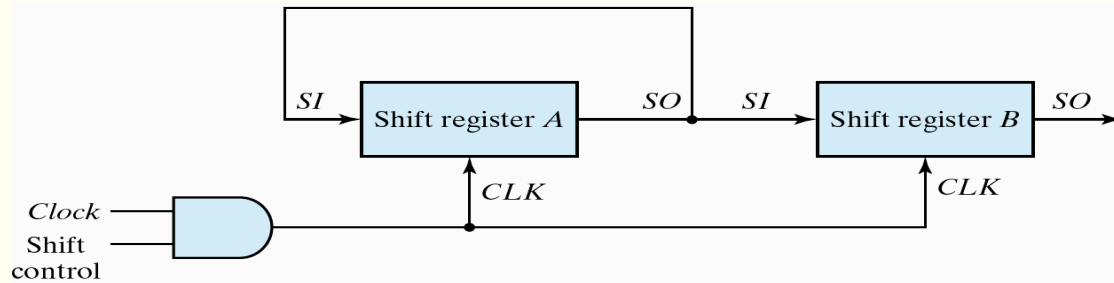 SI
Shift register A
SO
SI
Shift register B
SO
CLK
CLK
Clock
Shift
control